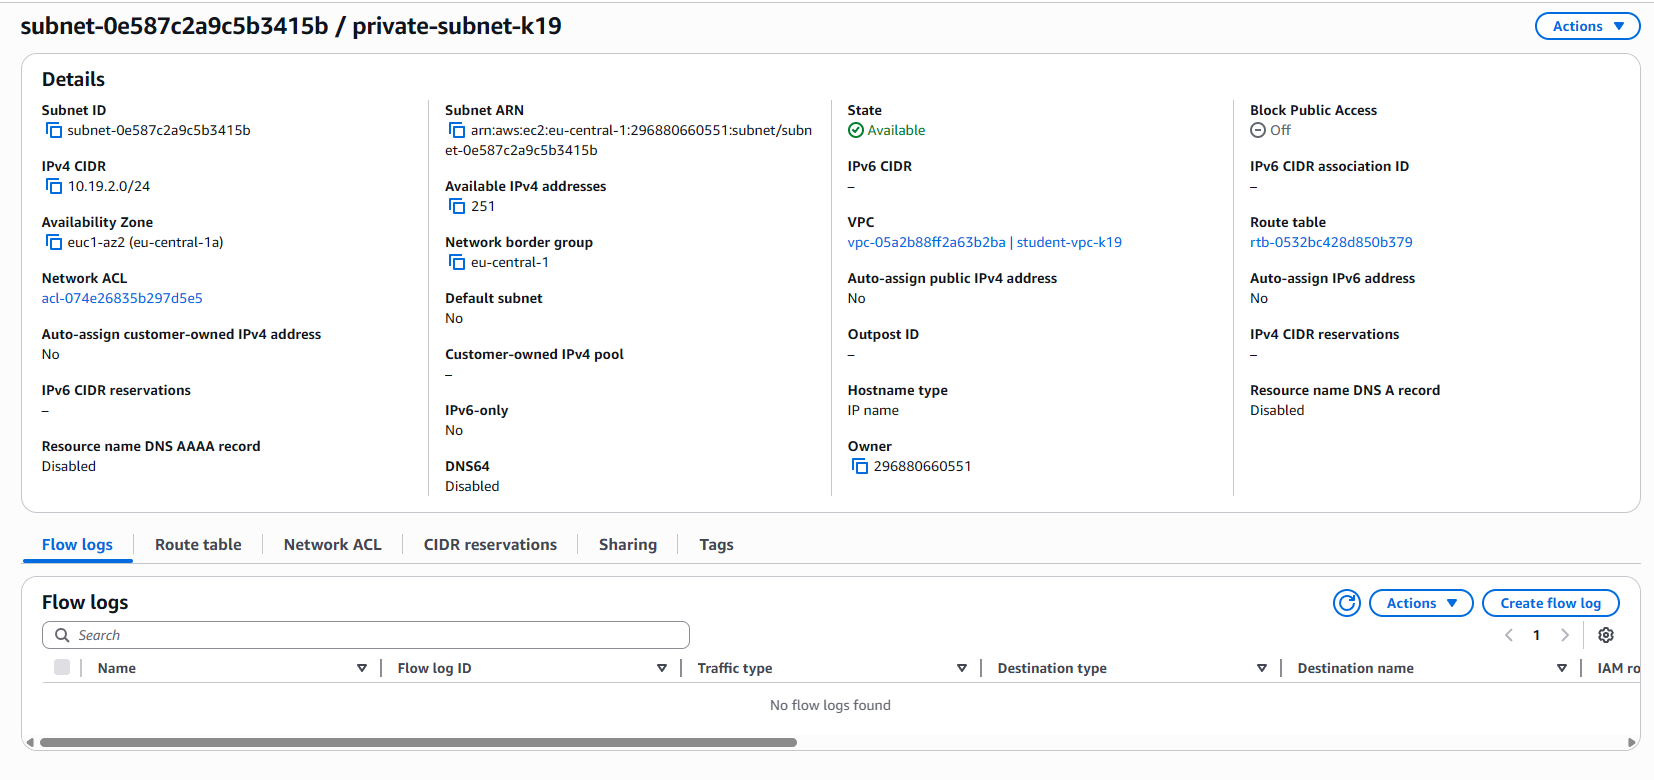 subnet-0e587c2a9c5b3415b / private-subnet-k19
Actions
Details
Subnet ID
subnet-0e587c2a9c5b3415b
IPv4 CIDR
10.19.2.0/24
Availability Zone
euc1-az2 (eu-central-1a)
Network ACL
acl-074e26835b297d5e5
Auto-assign customer-owned IPv4 address
No
IPv6 CIDR reservations
–
Resource name DNS AAAA record
Disabled
Subnet ARN
arn:aws:ec2:eu-central-1:296880660551:subnet/subn
et-0e587c2a9c5b3415b
Available IPv4 addresses
251
Network border group
eu-central-1
Default subnet
No
Customer-owned IPv4 pool
–
IPv6-only
No
DNS64
Disabled
State
Available
IPv6 CIDR
–
VPC
vpc-05a2b88ff2a63b2ba | student-vpc-k19
Auto-assign public IPv4 address
No
Outpost ID
–
Hostname type
IP name
Owner
296880660551
Block Public Access
Off
IPv6 CIDR association ID
–
Route table
rtb-0532bc428d850b379
Auto-assign IPv6 address
No
IPv4 CIDR reservations
–
Resource name DNS A record
Disabled
Flow logs Route table Network ACL CIDR reservations Sharing Tags
Flow logs
Actions
Create flow log
Search
1
Name Flow log ID Traffic type Destination type Destination name IAM ro
No flow logs found